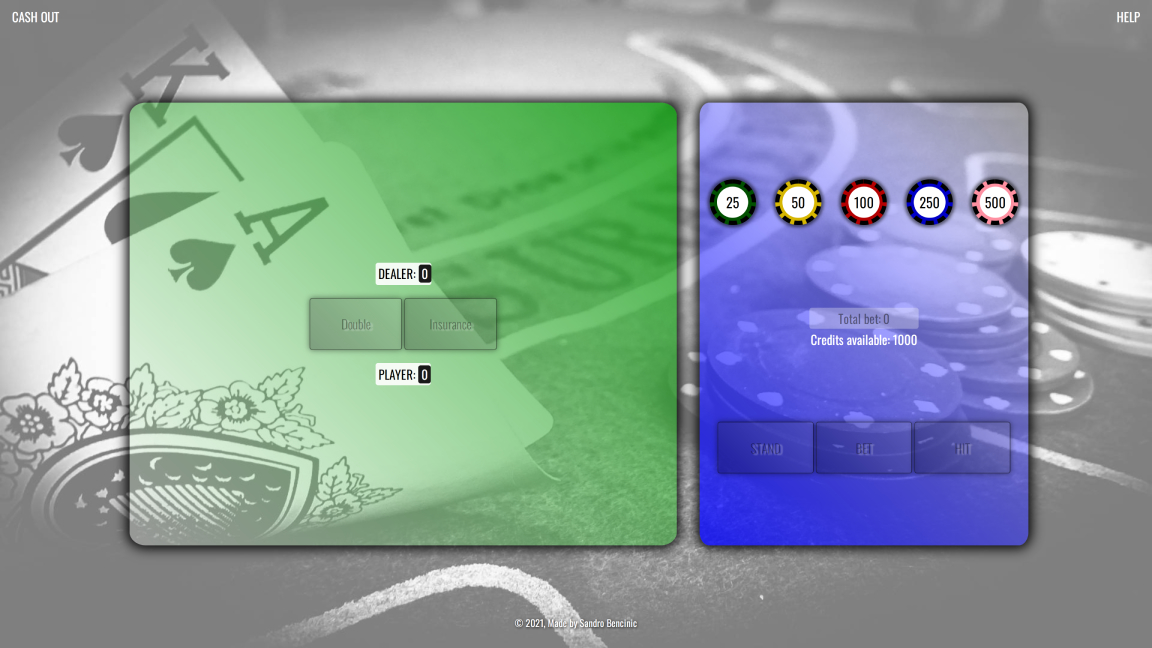 CASH OUT
HELP
K
A
DEALER: 0
Double
Insurance
PLAYER: 0
25
50
100
250
500
Total bet: 0
Credits available: 1000
STAND
BET
HIT
© 2021, Made by Sandro Bencinic